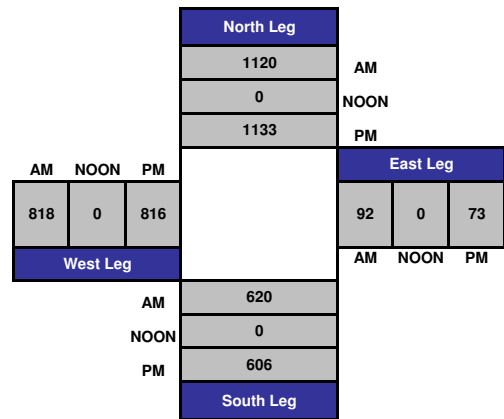 North Leg
1120 AM
0 NOON
1133 PM
AM NOON PM East Leg
818 0 816 92 0 73
West Leg AM NOON PM
AM 620
NOON 0
PM 606
South Leg